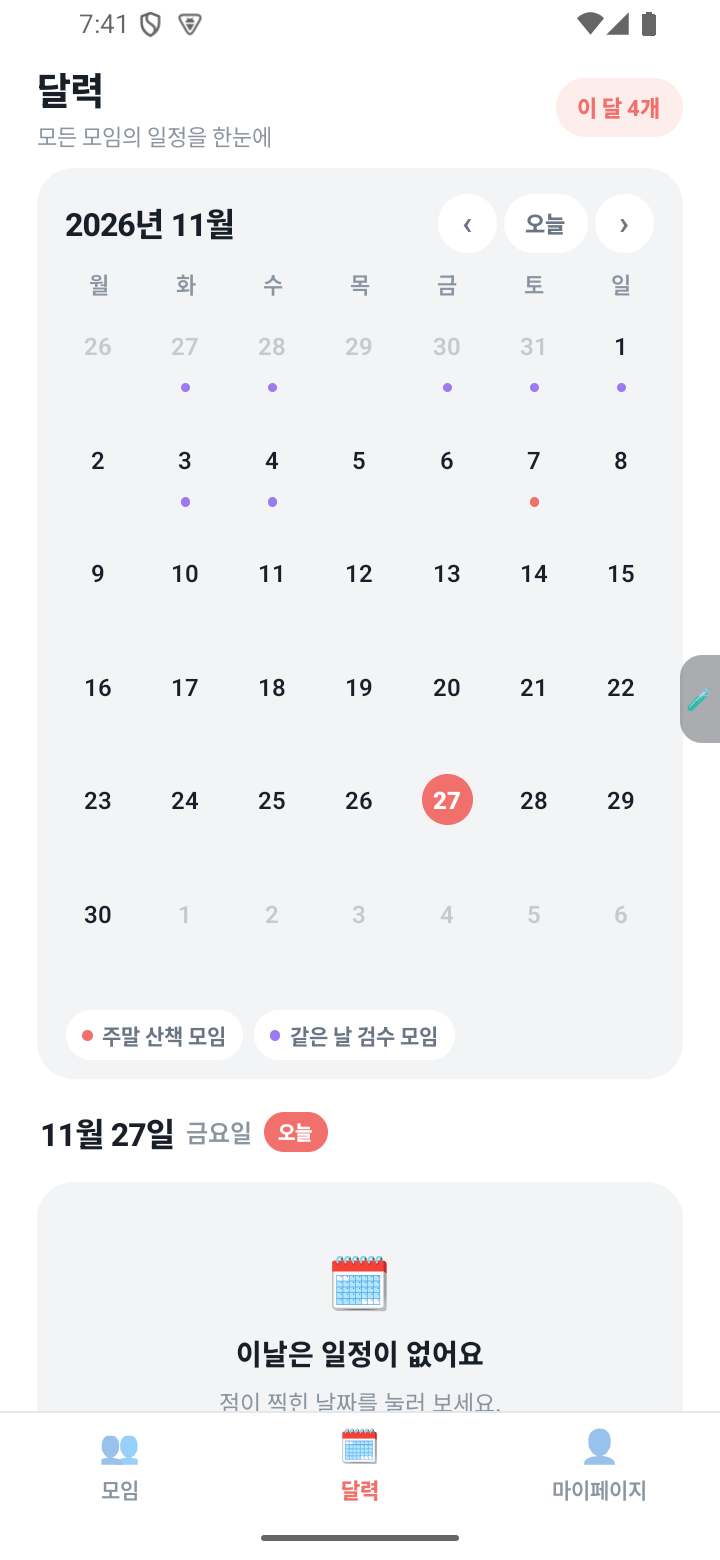 7:41
달력
모든 모임의 일정을 한눈에
이 달 4개
2026년 11월
‹ 오늘 ›
월 화 수 목 금 토 일
26 27 28 29 30 31 1
2 3 4 5 6 7 8
9 10 11 12 13 14 15
16 17 18 19 20 21 22
23 24 25 26 27 28 29
30 1 2 3 4 5 6
주말 산책 모임 같은 날 검수 모임
11월 27일 금요일 오늘
이날은 일정이 없어요
점이 찍힌 날짜를 눌러 보세요.
모임 달력 마이페이지